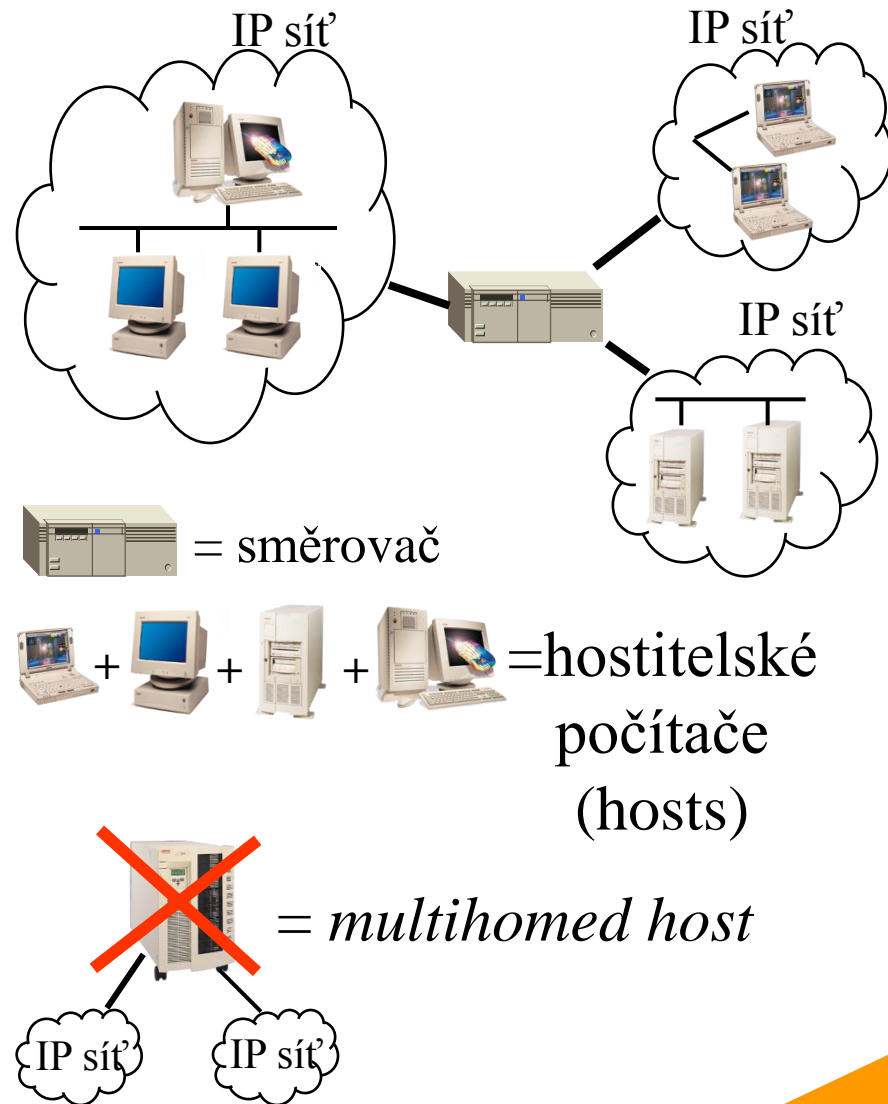 IP síť
IP síť
IP síť
= směrovač
+ + + =hostitelské
počítače
(hosts)
= multihomed host
IP síť
IP síť